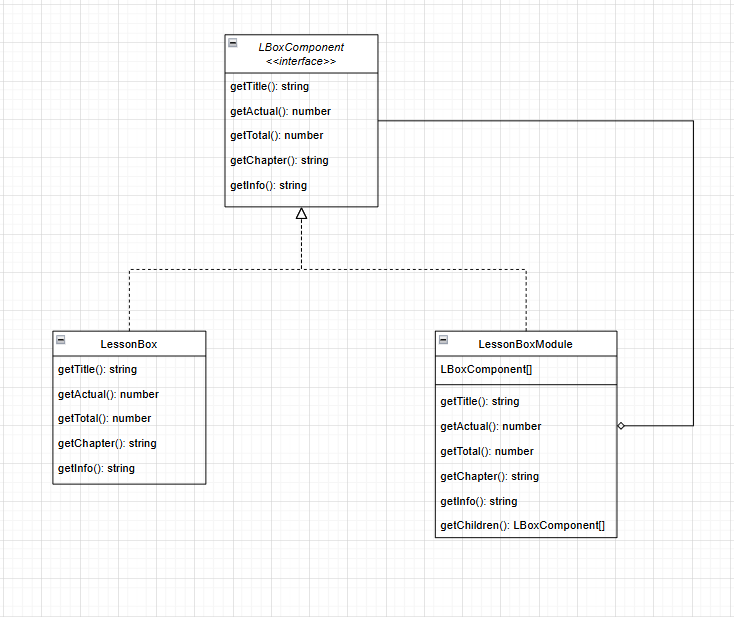 LBoxComponent
<<interface>>
getTitle(): string
getActual(): number
getTotal(): number
getChapter(): string
getInfo(): string
LessonBox
getTitle(): string
getActual(): number
getTotal(): number
getChapter(): string
getInfo(): string
LessonBoxModule
LBoxComponent[]
getTitle(): string
getActual(): number
getTotal(): number
getChapter(): string
getInfo(): string
getChildren(): LBoxComponent[]